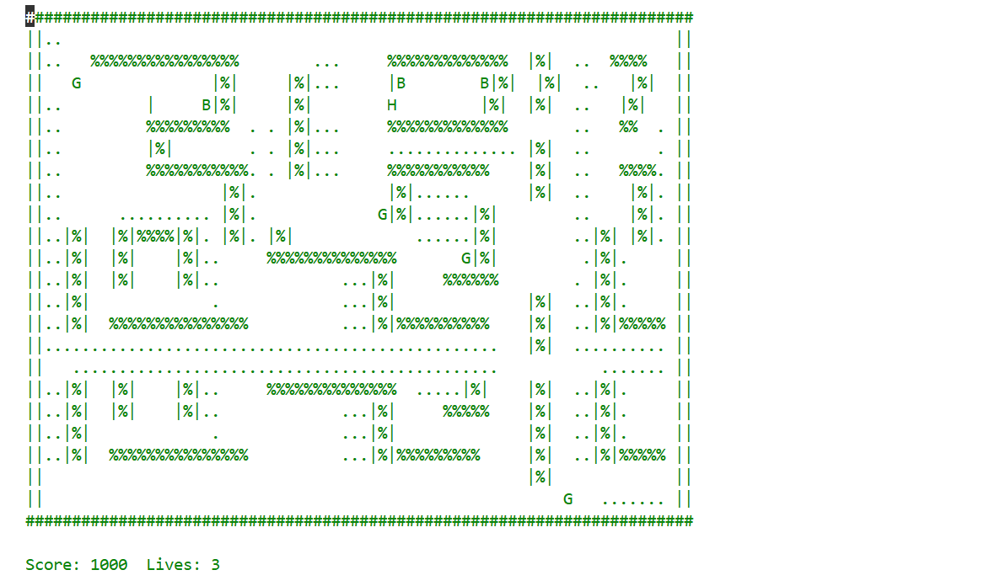 ########################################################################
||..                                                                  ||
||..   %%%%%%%%%%%%%%%%        ...     %%%%%%%%%%%%%  |%|  ..  %%%%   ||
||   G              |%|     |%|...     |B        B|%|  |%|  ..   |%|  ||
||..         |     B|%|     |%|        H         |%|  |%|  ..   |%|   ||
||..         %%%%%%%%%  . . |%|...     %%%%%%%%%%%%%       ..   %%  . ||
||..         |%|        . . |%|...     .............. |%|  ..       . ||
||..         %%%%%%%%%%%. . |%|...     %%%%%%%%%%%    |%|  ..   %%%%. ||
||..                 |%|.              |%|......      |%|  ..    |%|. ||
||..      .......... |%|.             G|%|......|%|        ..    |%|. ||
||..|%|  |%|%%%%|%|. |%|. |%|             ......|%|        ..|%| |%|. ||
||..|%|  |%|    |%|..     %%%%%%%%%%%%%%       G|%|         .|%|.     ||
||..|%|  |%|    |%|..             ...|%|     %%%%%%        . |%|.     ||
||..|%|             .             ...|%|              |%|  ..|%|.     ||
||..|%|  %%%%%%%%%%%%%%%          ...|%|%%%%%%%%%%    |%|  ..|%|%%%%% ||
||.................................................   |%|  .......... ||
||   ..............................................           ....... ||
||..|%|  |%|    |%|..     %%%%%%%%%%%%%%  .....|%|    |%|  ..|%|.     ||
||..|%|  |%|    |%|..             ...|%|     %%%%%    |%|  ..|%|.     ||
||..|%|             .             ...|%|              |%|  ..|%|.     ||
||..|%|  %%%%%%%%%%%%%%%          ...|%|%%%%%%%%%     |%|  ..|%|%%%%% ||
||                                                    |%|             ||
||                                                        G   ....... ||
########################################################################
Score: 1000  Lives: 3